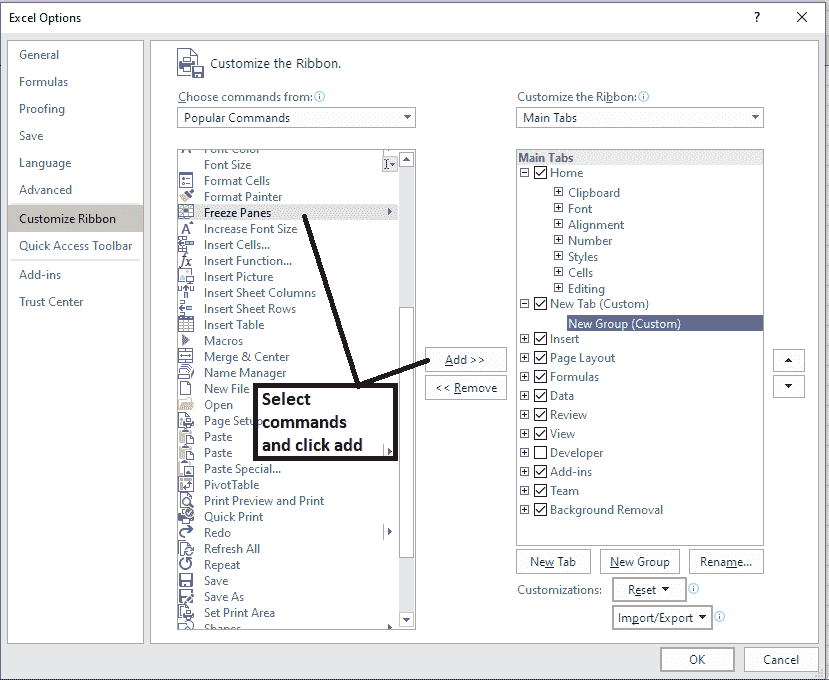 Excel Options
General
Formulas
Proofing
Save
Language
Advanced
Customize Ribbon
Quick Access Toolbar
Add-ins
Trust Center
Customize the Ribbon.
Choose commands from:
Popular Commands
Font Color
Font Size
Format Cells
Format Painter
Freeze Panes
Increase Font Size
Insert Cells...
Insert Function...
Insert Picture
Insert Sheet Columns
Insert Sheet Rows
Insert Table
Macros
Merge & Center
Name Manager
New File
Open
Page Setup
Paste
Paste
Paste Special...
PivotTable
Print Preview and Print
Quick Print
Redo
Refresh All
Repeat
Save
Save As
Set Print Area
Shapes
Select
commands
and click add
Add >>
<< Remove
Customize the Ribbon:
Main Tabs
Main Tabs
Home
Clipboard
Font
Alignment
Number
Styles
Cells
Editing
New Tab (Custom)
New Group (Custom)
Insert
Page Layout
Formulas
Data
Review
View
Developer
Add-ins
Team
Background Removal
New Tab
New Group
Rename...
Customizations:
Reset
Import/Export
OK
Cancel